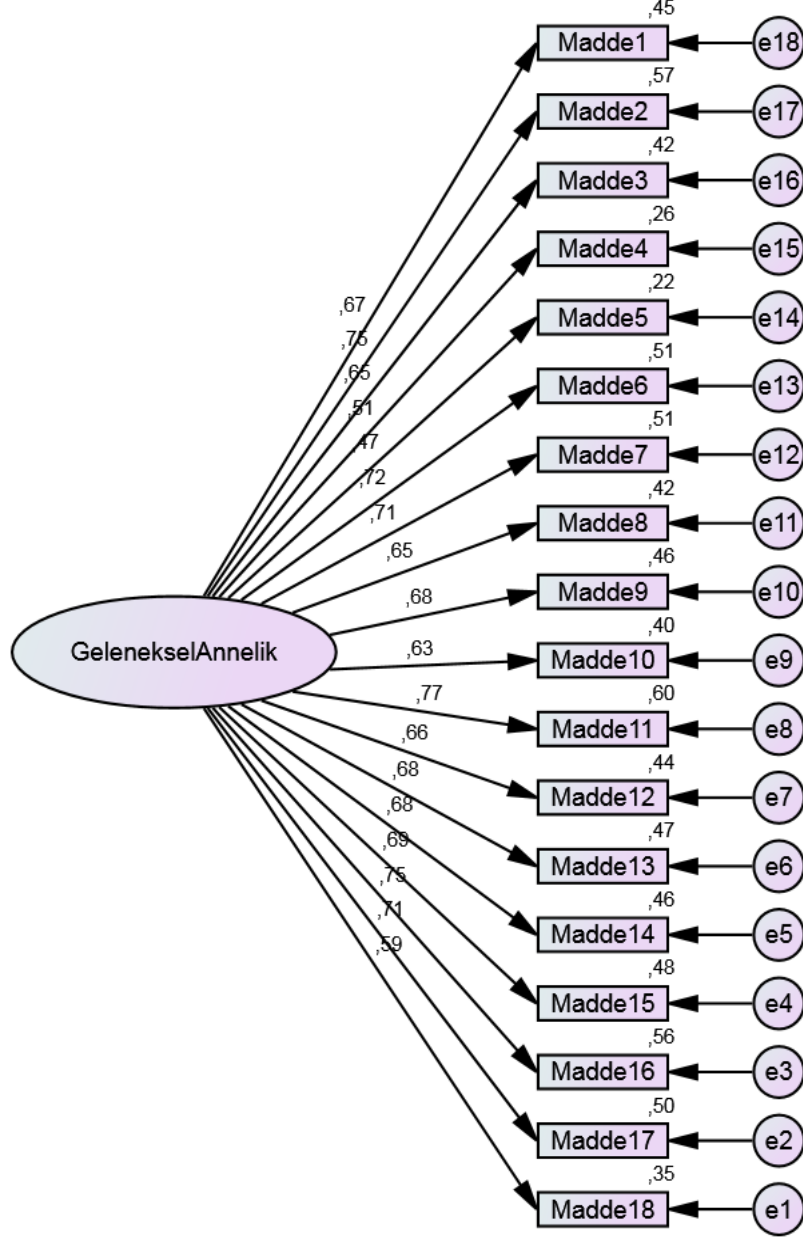 ,45
Madde1
e18
,57
Madde2
e17
,42
Madde3
e16
,26
Madde4
e15
,22
Madde5
e14
,51
Madde6
e13
,51
Madde7
e12
,42
Madde8
e11
,46
Madde9
e10
,40
Madde10
e9
,60
Madde11
e8
,44
Madde12
e7
,47
Madde13
e6
,46
Madde14
e5
,48
Madde15
e4
,56
Madde16
e3
,50
Madde17
e2
,35
Madde18
e1
,67
,75
,65
,51
,47
,72
,71
,65
,68
,63
,77
,66
,68
,68
,69
,75
,71
,59
GelenekselAnnelik